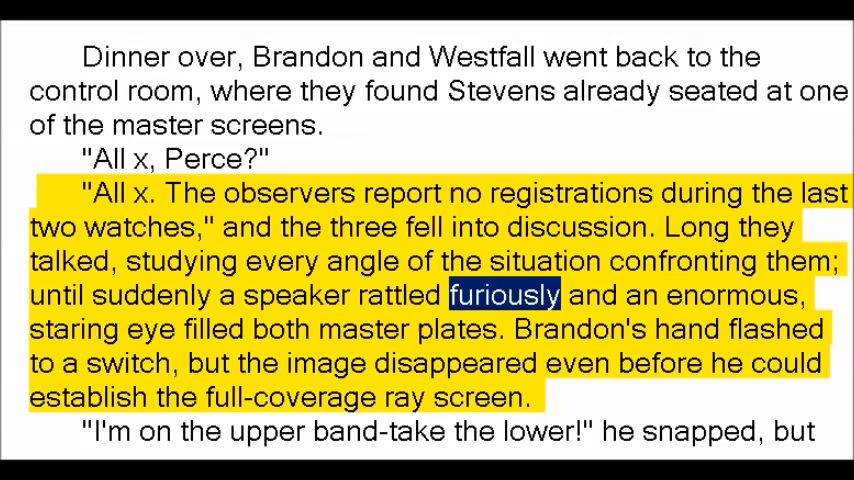 Dinner over, Brandon and Westfall went back to the
control room, where they found Stevens already seated at one
of the master screens.
"All x, Perce?"
"All x. The observers report no registrations during the last
two watches," and the three fell into discussion. Long they
talked, studying every angle of the situation confronting them;
until suddenly a speaker rattled furiously and an enormous,
staring eye filled both master plates. Brandon's hand flashed
to a switch, but the image disappeared even before he could
establish the full-coverage ray screen.
"I'm on the upper band-take the lower!" he snapped, but